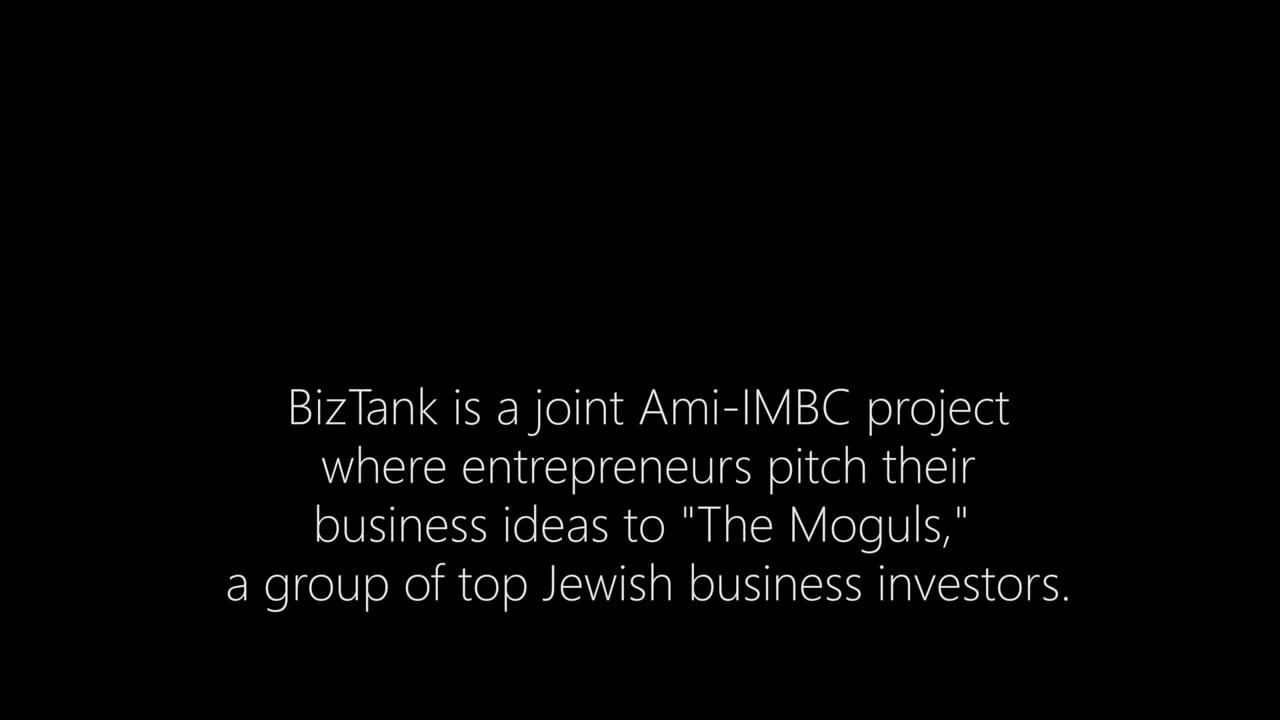 BizTank is a joint Ami-IMBC project
where entrepreneurs pitch their
business ideas to "The Moguls,"
a group of top Jewish business investors.